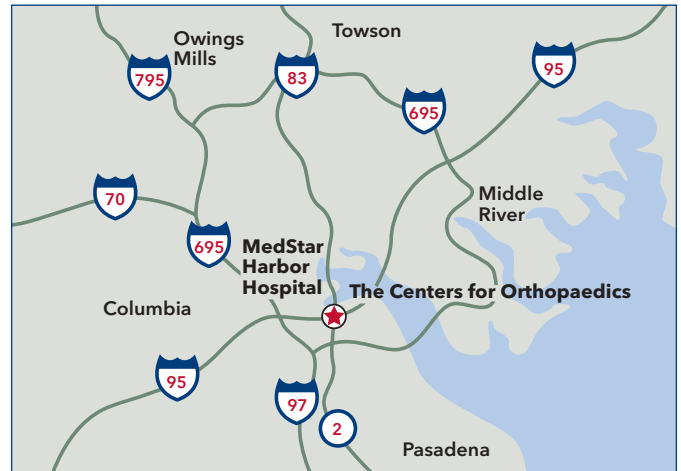 Towson
Owings
Mills
795
83
95
695
70
Middle
River
695
MedStar
Harbor
Hospital
The Centers for Orthopaedics
Columbia
95
97
2
Pasadena